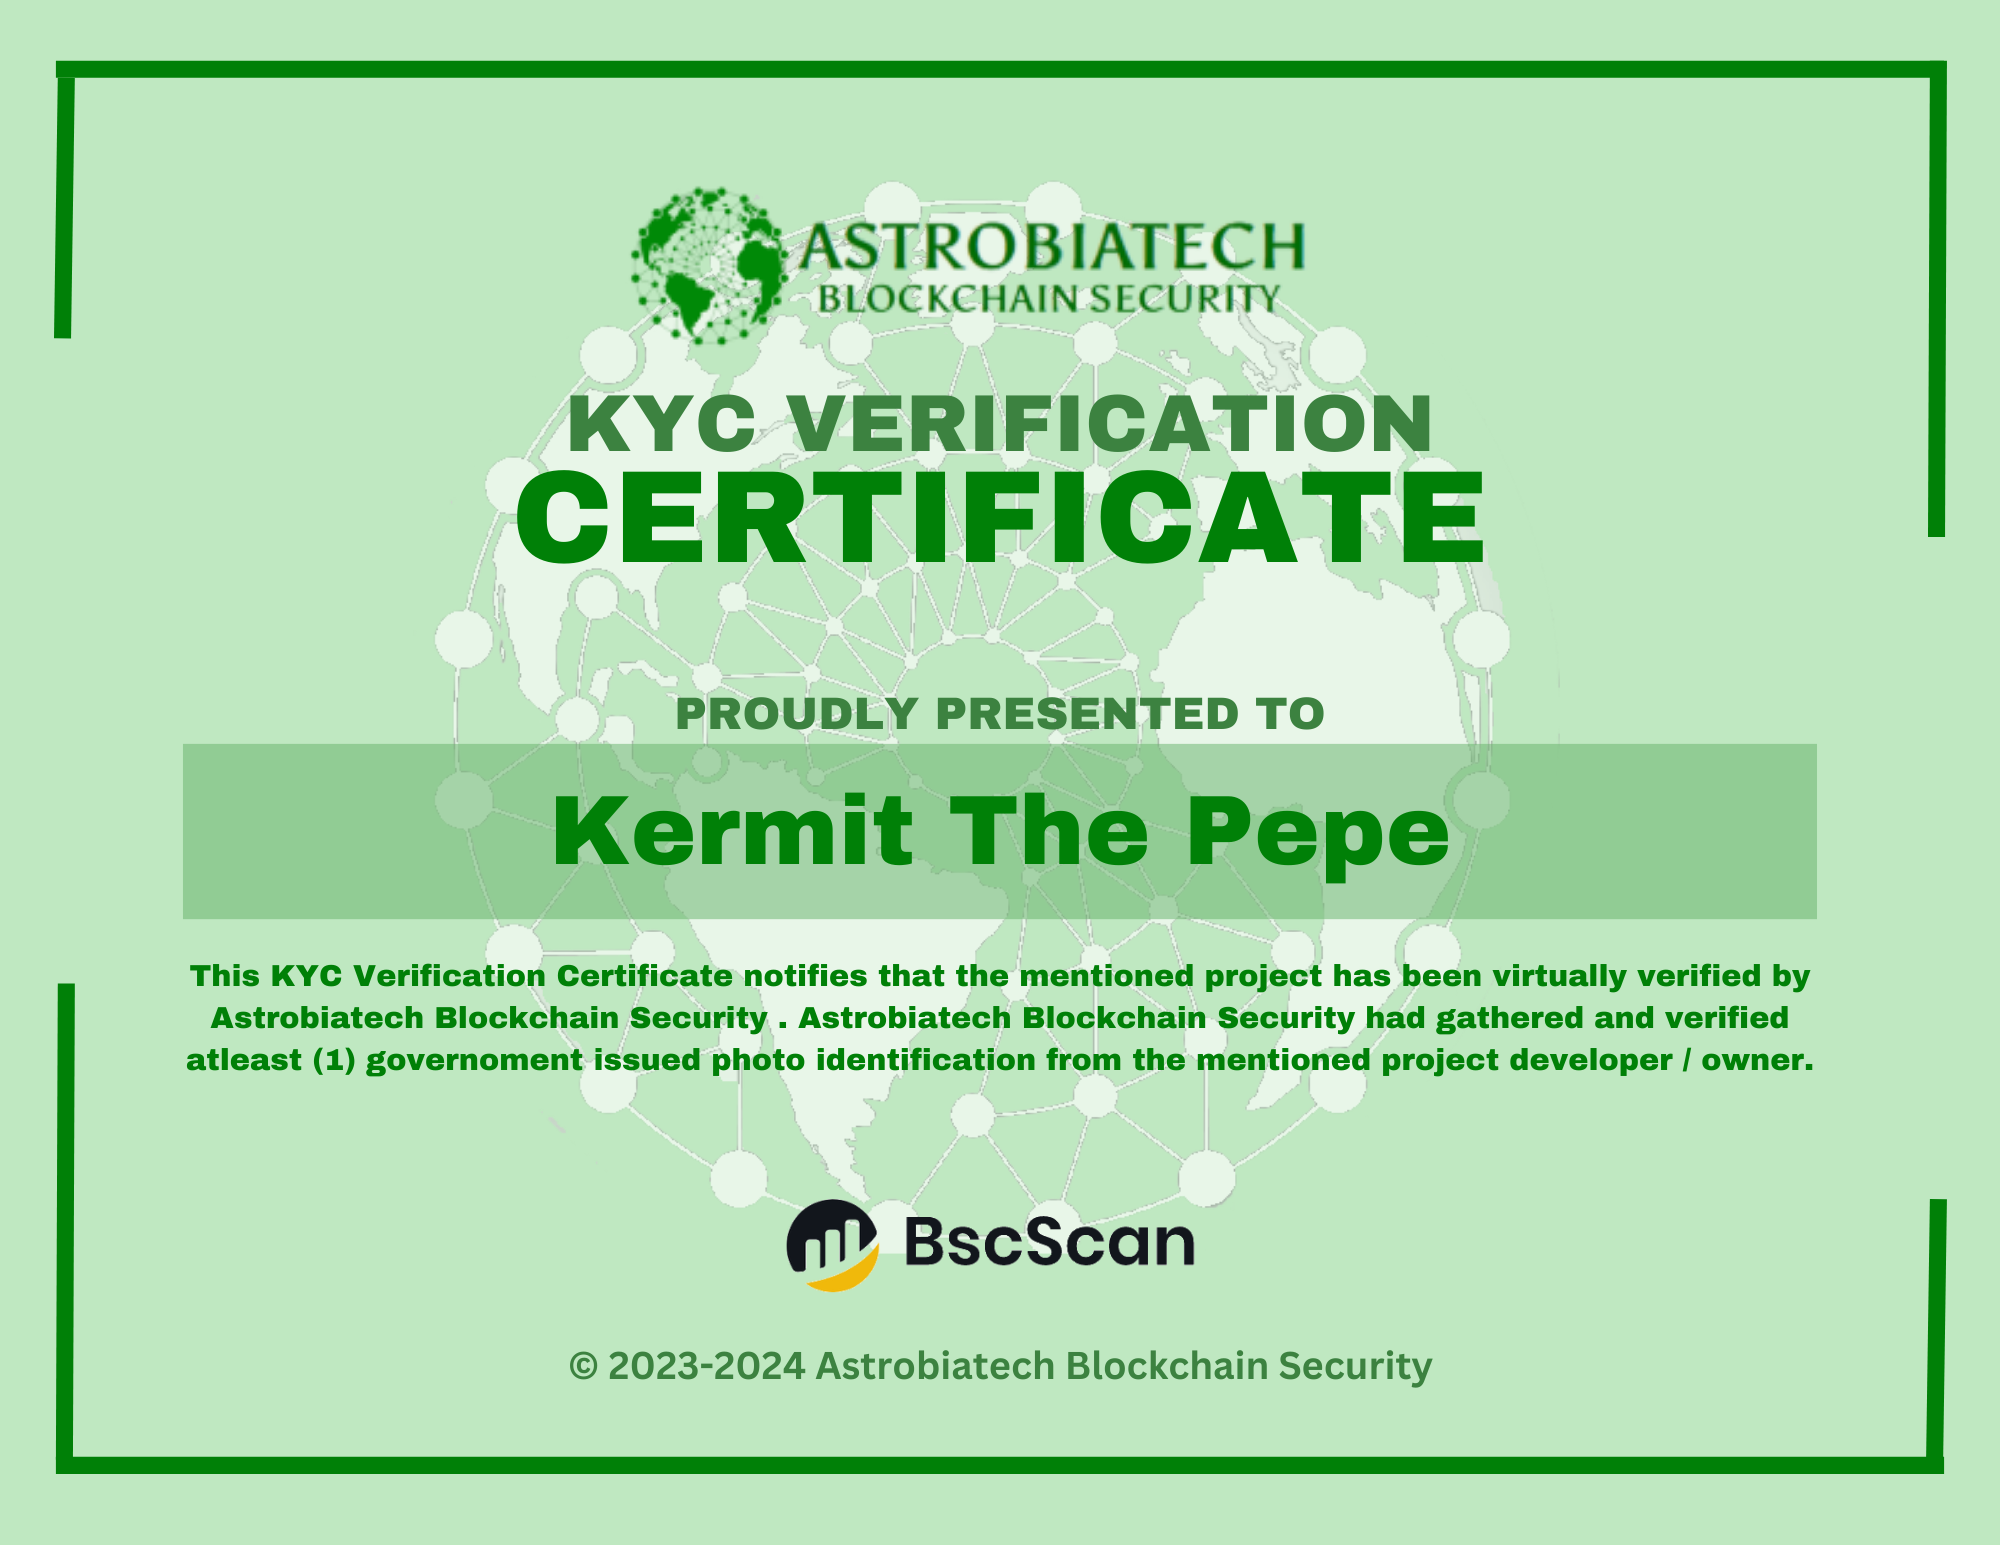 ASTROBIATECH
BLOCKCHAIN SECURITY
KYC VERIFICATION
CERTIFICATE
PROUDLY PRESENTED TO
Kermit The Pepe
This KYC Verification Certificate notifies that the mentioned project has been virtually verified by
Astrobiatech Blockchain Security . Astrobiatech Blockchain Security had gathered and verified
atleast (1) governoment issued photo identification from the mentioned project developer / owner.
BscScan
© 2023-2024 Astrobiatech Blockchain Security